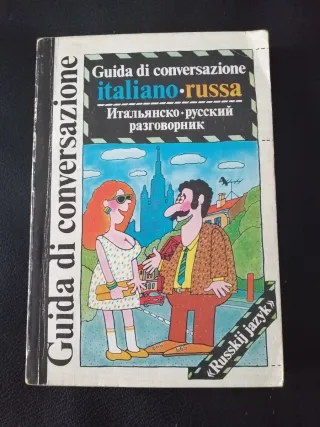 Guida di conversazione
Guida di conversazione
italiano·russa
Итальянско-русский
разговорник
«Russkij jazyk»